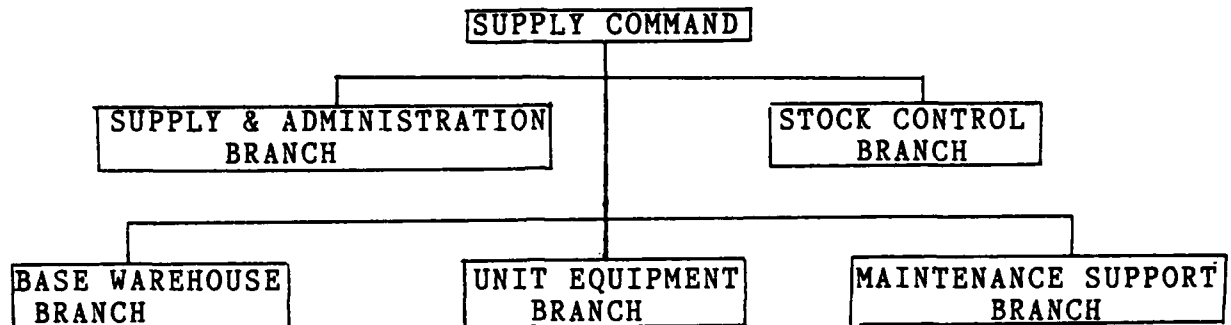 SUPPLY COMMAND
SUPPLY & ADMINISTRATION
BRANCH
STOCK CONTROL
BRANCH
BASE WAREHOUSE
BRANCH
UNIT EQUIPMENT
BRANCH
MAINTENANCE SUPPORT
BRANCH